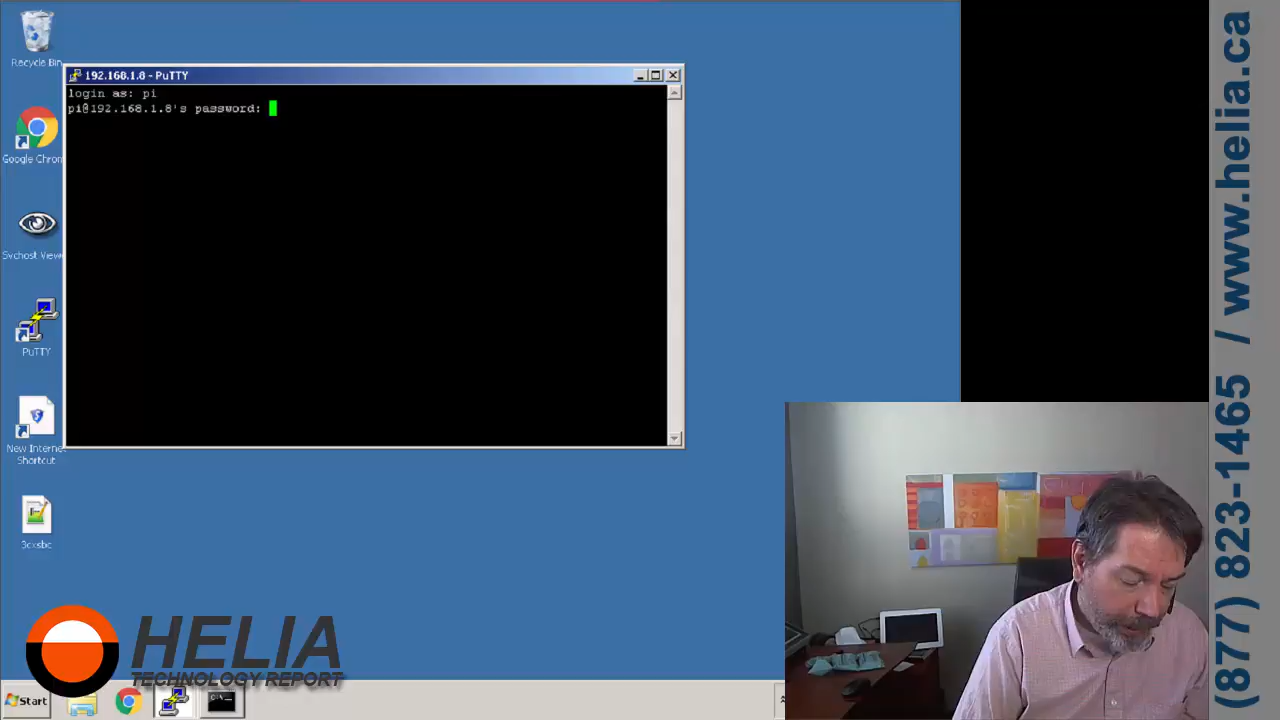 Recycle Bin
192.168.1.8 - PuTTY
login as: pi
pi@192.168.1.8's password:
Google Chrom
Svchost View
PuTTY
New Interne
Shortcut
3cxsbc
HELIA
TECHNOLOGY REPORT
Start
C:\
(877) 823-1465 / www.helia.ca